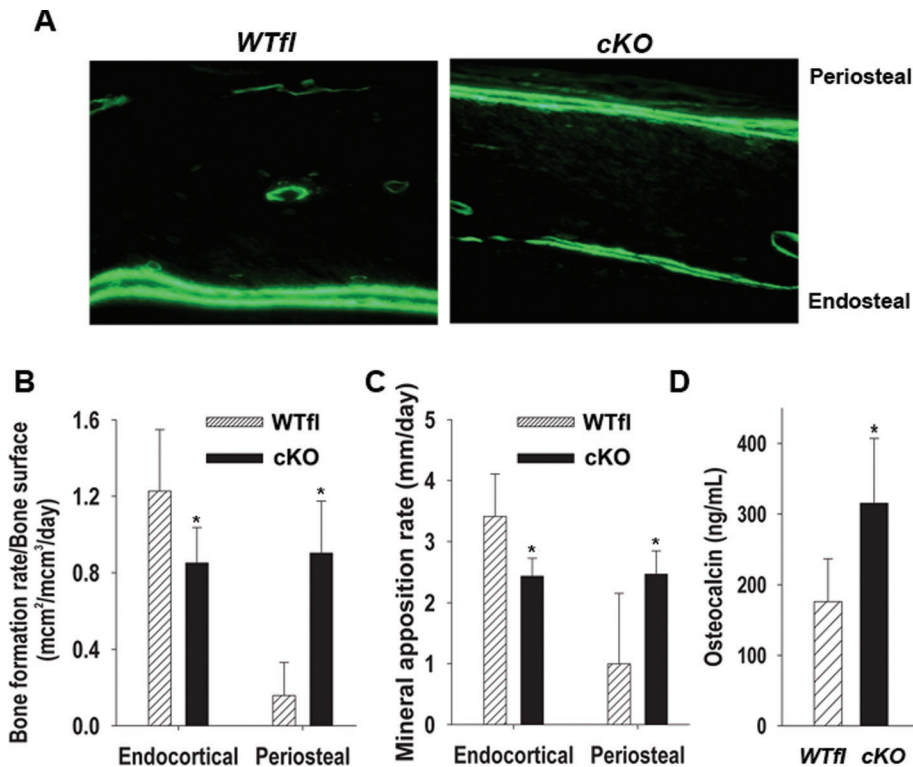 A
WTfl
cKO
Periosteal
Endosteal
B
Bone formation rate/Bone surface
(mcm²/mcm³/day)
1.6
1.2
0.8
0.4
0.0
WTfl
cKO
*
*
Endocortical
Periosteal
C
Mineral apposition rate (mm/day)
5
4
3
2
1
0
WTfl
cKO
*
*
Endocortical
Periosteal
D
Osteocalcin (ng/mL)
400
300
200
100
0
*
WTfl
cKO